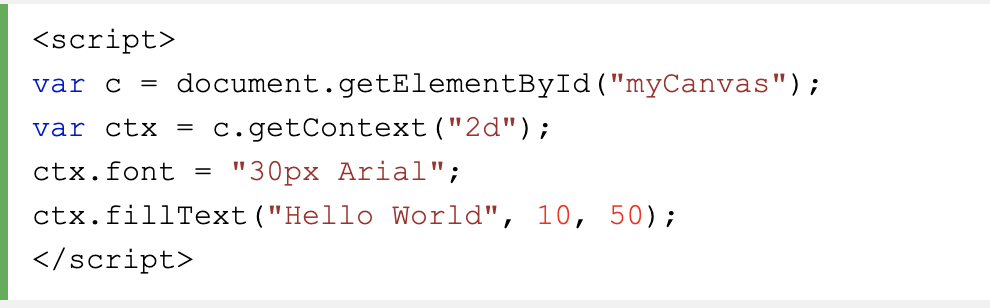 <script>
var c = document.getElementById("myCanvas");
var ctx = c.getContext("2d");
ctx.font = "30px Arial";
ctx.fillText("Hello World", 10, 50);
</script>